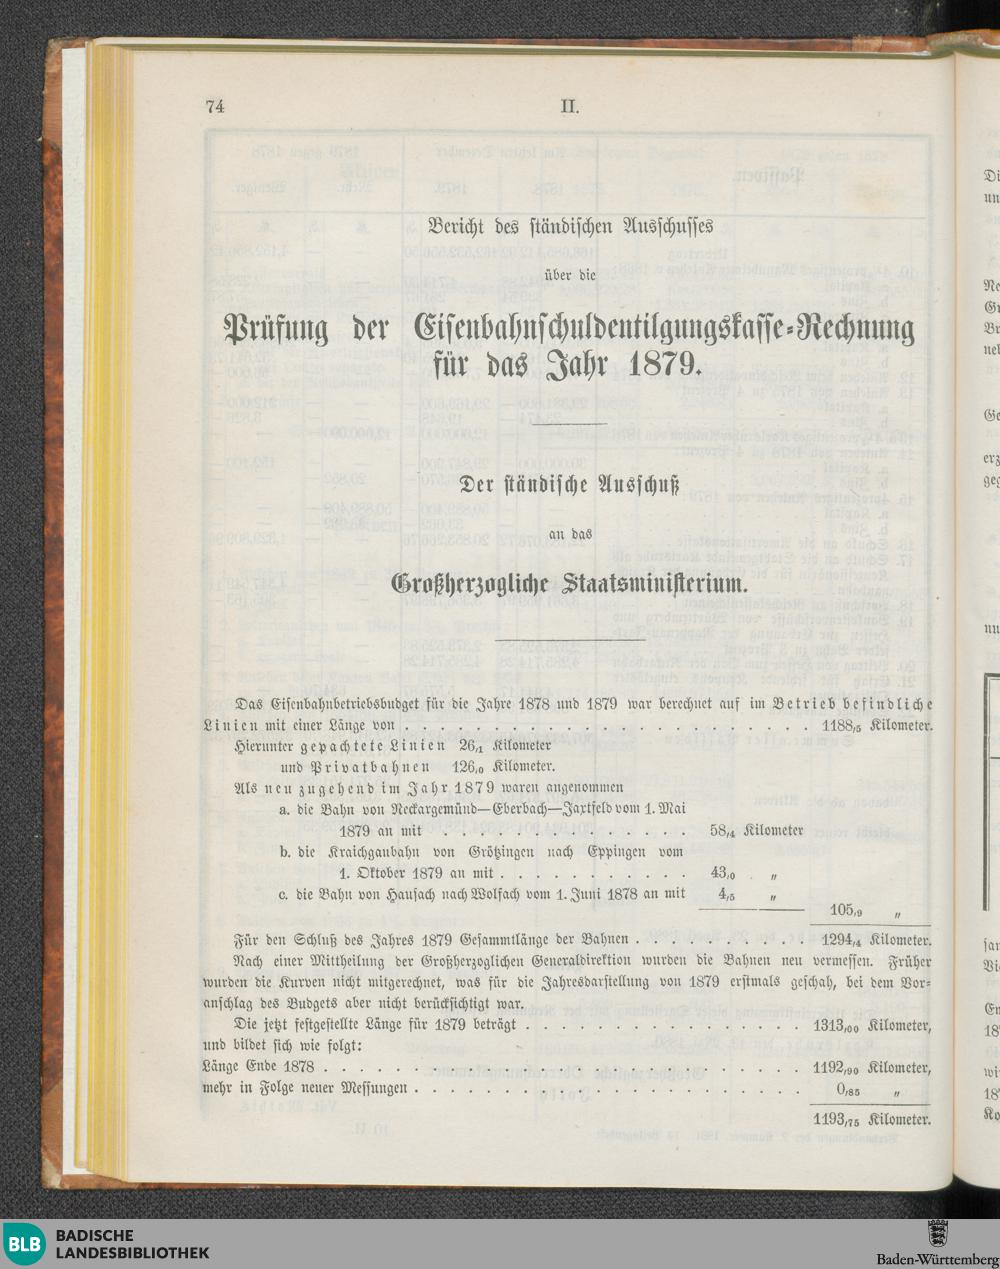 74 II.
Bericht des ständischen Ausschusses
über die
Prüfung der Eisenbahnschuldentilgungskasse-Rechnung
für das Jahr 1879.
Der ständische Ausschuß
an das
Großherzogliche Staatsministerium.
Das Eisenbahnbetriebsbudget für die Jahre 1878 und 1879 war berechnet auf im Betrieb befindliche
Linien mit einer Länge von . . . . . . . . . . . . . . . . . . . . 1188,5 Kilometer.
Hierunter gepachtete Linien 26,1 Kilometer
und Privatbahnen 126,0 Kilometer.
Als neu zugehend im Jahr 1879 waren angenommen
a. die Bahn von Neckargemünd—Eberbach—Jaxtfeld vom 1. Mai
1879 an mit . . . . . . . . . . . . . 58,4 Kilometer
b. die Kraichgaubahn von Grötzingen nach Eppingen vom
1. Oktober 1879 an mit . . . . . . . . . . 43,0 „
c. die Bahn von Hausach nach Wolfach vom 1. Juni 1878 an mit 4,5 „
105,9 „
Für den Schluß des Jahres 1879 Gesammtlänge der Bahnen . . . . . . . . . 1294,4 Kilometer.
Nach einer Mittheilung der Großherzoglichen Generaldirektion wurden die Bahnen neu vermessen. Früher
wurden die Kurven nicht mitgerechnet, was für die Jahresdarstellung von 1879 erstmals geschah, bei dem Vor-
anschlag des Budgets aber nicht berücksichtigt war.
Die jetzt festgestellte Länge für 1879 beträgt . . . . . . . . . . . . . . 1313,00 Kilometer,
und bildet sich wie folgt:
Länge Ende 1878 . . . . . . . . . . . . . . . . . . . . . . . 1192,90 Kilometer,
mehr in Folge neuer Messungen . . . . . . . . . . . . . . . . . . . 0,85 „
1193,75 Kilometer.
BLB
BADISCHE
LANDESBIBLIOTHEK
Baden-Württemberg